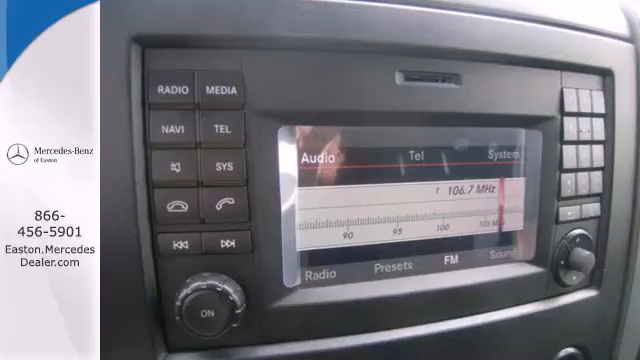 Mercedes-Benz
of Easton
866-
456-5901
Easton.Mercedes
Dealer.com
RADIO MEDIA
NAVI TEL
SYS
ON
Audio Tel System
106.7 MHz
90 95 100 105 MHz
Radio Presets FM Sound